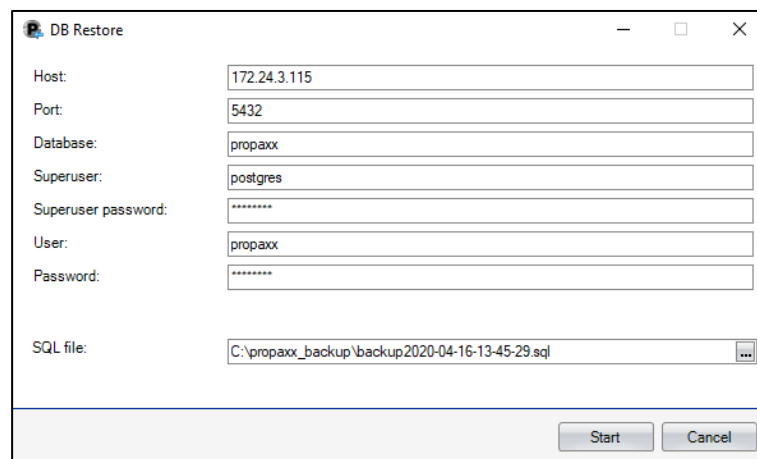 DB Restore
Host: 172.24.3.115
Port: 5432
Database: propaxx
Superuser: postgres
Superuser password: ********
User: propaxx
Password: ********
SQL file: C:\propaxx_backup\backup2020-04-16-13-45-29.sql ...
Start Cancel